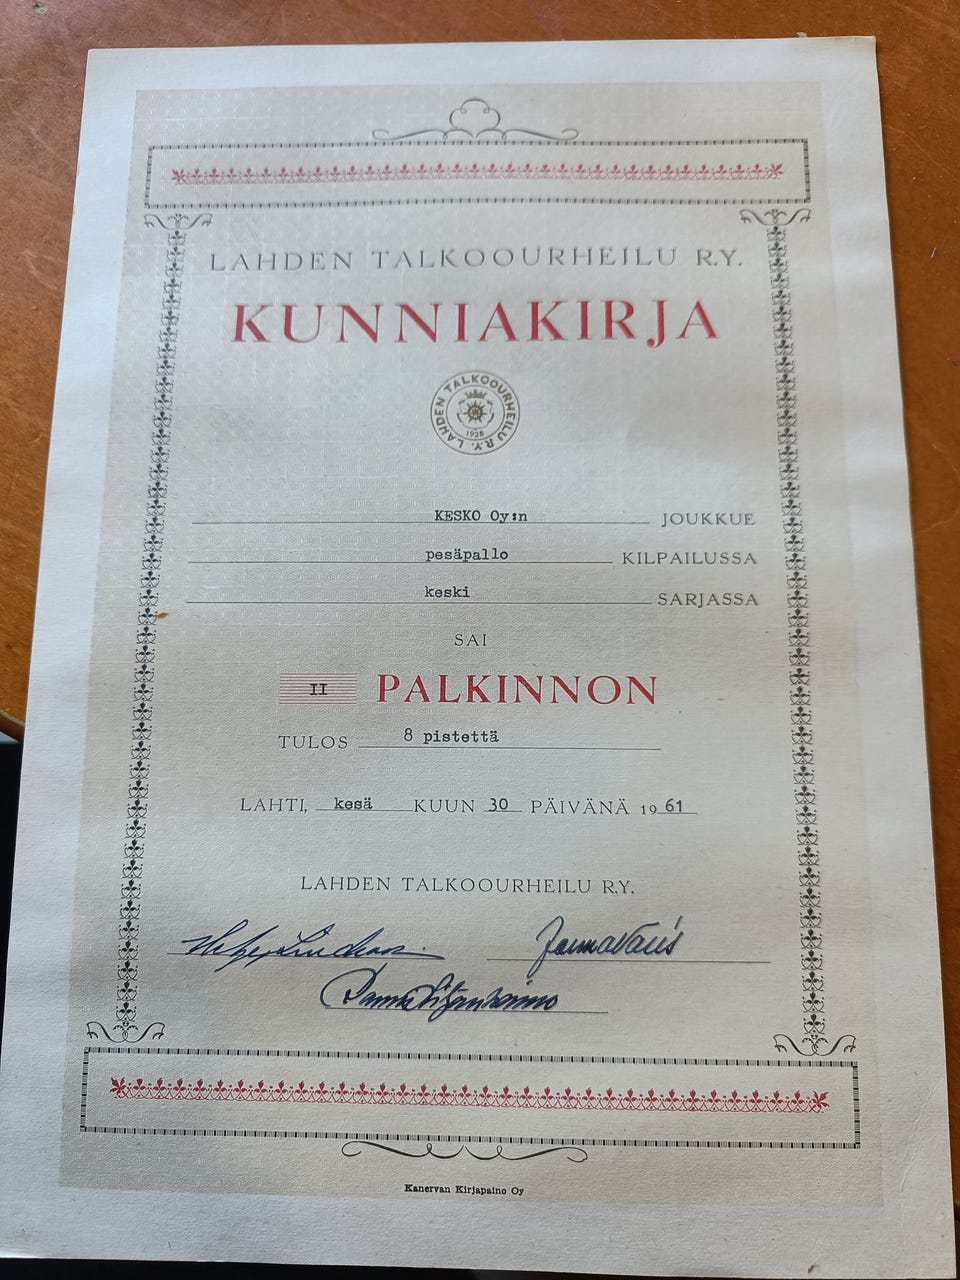 LAHDEN TALKOOURHEILU R.Y.
KUNNIAKIRJA
LAHDEN TALKOOURHEILU R.Y.
1928
KESKO Oy:n JOUKKUE
pesäpallo KILPAILUSSA
keski SARJASSA
SAI
II PALKINNON
TULOS 8 pistettä
LAHTI, kesä KUUN 30 PÄIVÄNÄ 1961
LAHDEN TALKOOURHEILU R.Y.
Kanervan Kirjapaino Oy